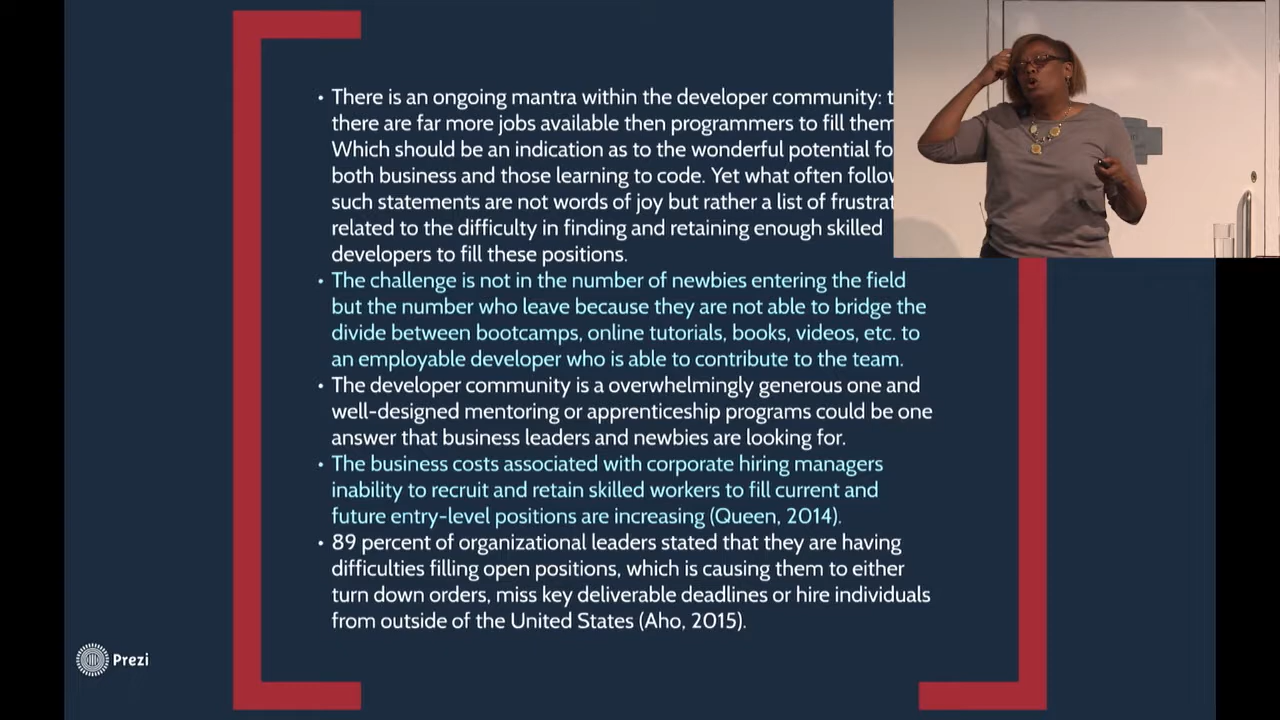 • There is an ongoing mantra within the developer community:
there are far more jobs available then programmers to fill them
Which should be an indication as to the wonderful potential
both business and those learning to code. Yet what often
such statements are not words of joy but rather a list of
related to the difficulty in finding and retaining enough skilled
developers to fill these positions.
• The challenge is not in the number of newbies entering the field
but the number who leave because they are not able to bridge the
divide between bootcamps, online tutorials, books, videos, etc. to
an employable developer who is able to contribute to the team.
• The developer community is a overwhelmingly generous one and
well-designed mentoring or apprenticeship programs could be one
answer that business leaders and newbies are looking for.
• The business costs associated with corporate hiring managers
inability to recruit and retain skilled workers to fill current and
future entry-level positions are increasing (Queen, 2014).
• 89 percent of organizational leaders stated that they are having
difficulties filling open positions, which is causing them to either
turn down orders, miss key deliverable deadlines or hire individuals
from outside of the United States (Aho, 2015).
Prezi